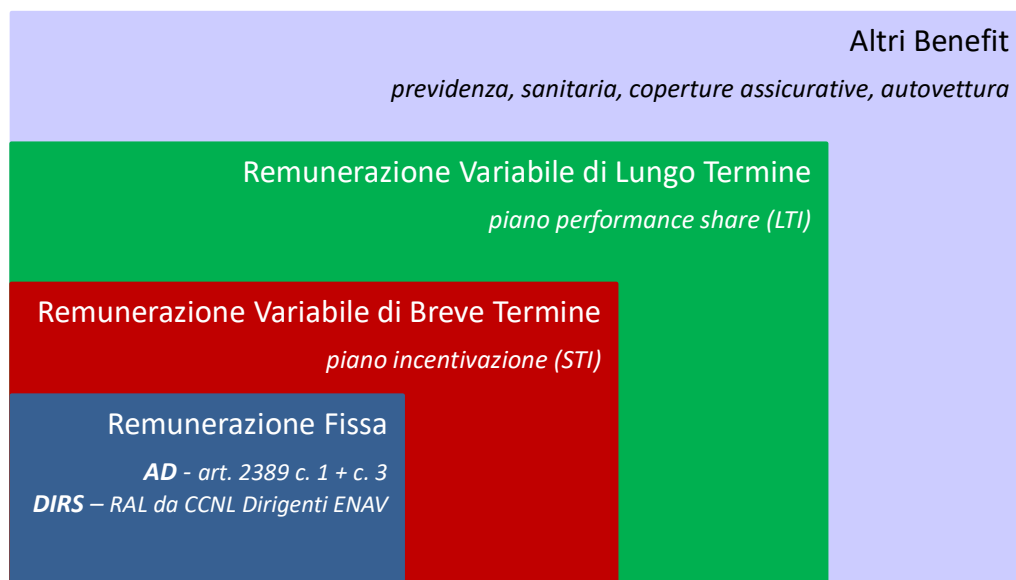 Altri Benefit
previdenza, sanitaria, coperture assicurative, autovettura
Remunerazione Variabile di Lungo Termine
piano performance share (LTI)
Remunerazione Variabile di Breve Termine
piano incentivazione (STI)
Remunerazione Fissa
AD - art. 2389 c. 1 + c. 3
DIRS – RAL da CCNL Dirigenti ENAV